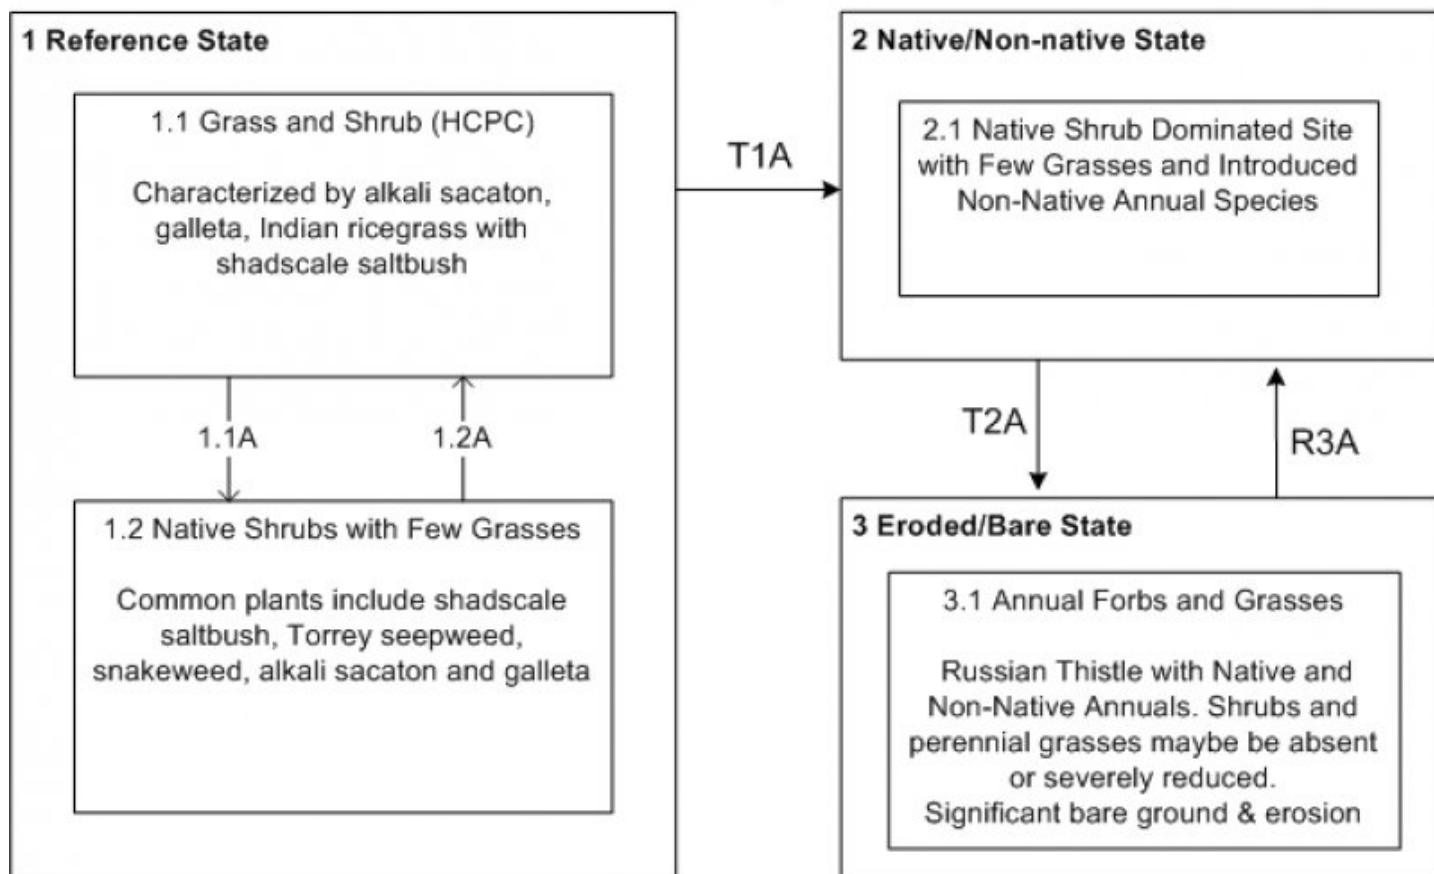 1 Reference State
1.1 Grass and Shrub (HCPC)
Characterized by alkali sacaton,
galleta, Indian ricegrass with
shadscale saltbush
1.1A
1.2A
1.2 Native Shrubs with Few Grasses
Common plants include shadscale
saltbush, Torrey seepweed,
snakeweed, alkali sacaton and galleta
T1A
2 Native/Non-native State
2.1 Native Shrub Dominated Site
with Few Grasses and Introduced
Non-Native Annual Species
T2A
R3A
3 Eroded/Bare State
3.1 Annual Forbs and Grasses
Russian Thistle with Native and
Non-Native Annuals. Shrubs and
perennial grasses maybe be absent
or severely reduced.
Significant bare ground & erosion